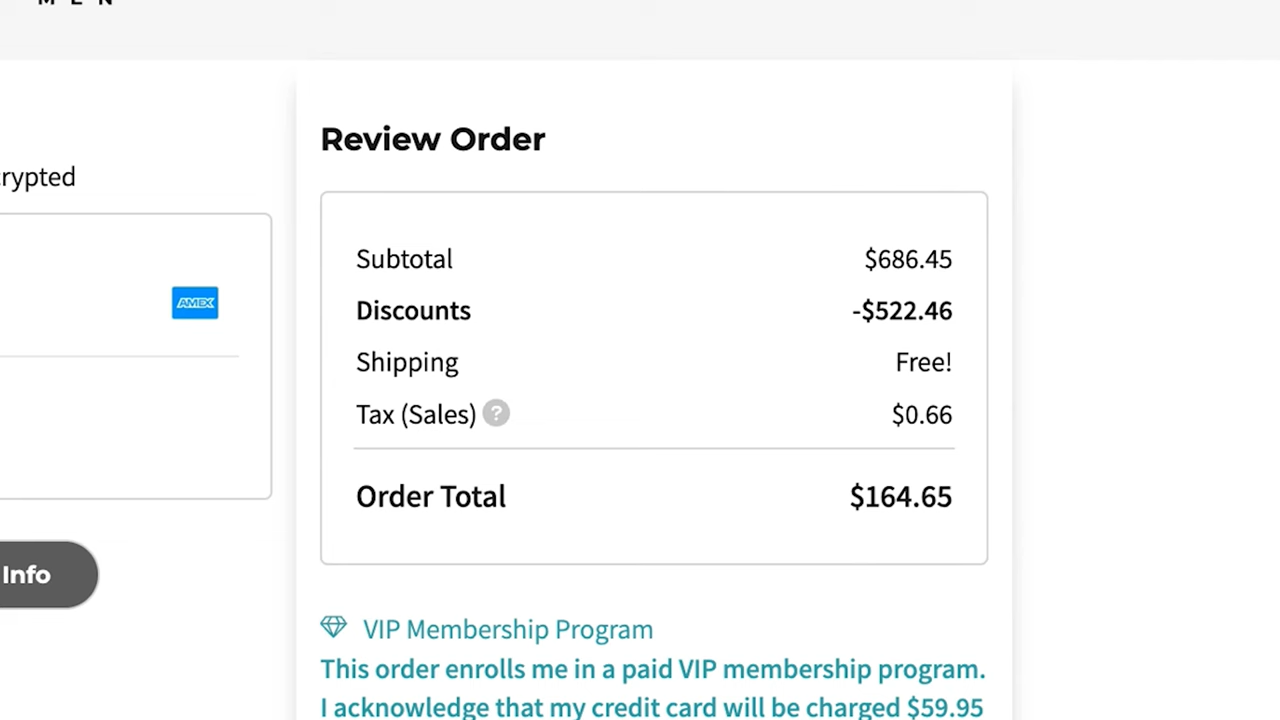 M E N
Review Order
crypted
Subtotal $686.45
AMEX
Discounts -$522.46
Shipping Free!
Tax (Sales) ? $0.66
Order Total $164.65
Info
VIP Membership Program
This order enrolls me in a paid VIP membership program.
I acknowledge that my credit card will be charged $59.95